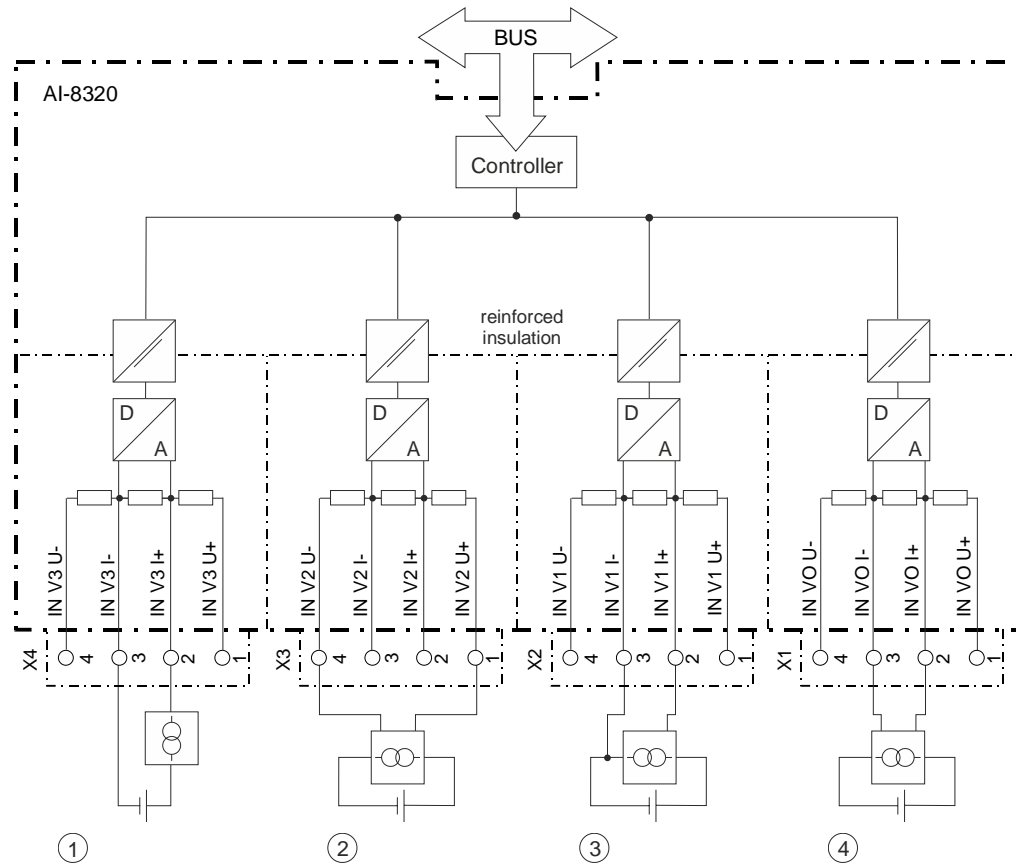 BUS
AI-8320
Controller
reinforced
insulation
D
A
D
A
D
A
D
A
IN V3 U-
IN V3 I-
IN V3 I+
IN V3 U+
IN V2 U-
IN V2 I-
IN V2 I+
IN V2 U+
IN V1 U-
IN V1 I-
IN V1 I+
IN V1 U+
IN VO U-
IN VO I-
IN VO I+
IN VO U+
X4
4
3
2
1
X3
4
3
2
1
X2
4
3
2
1
X1
4
3
2
1
1
2
3
4